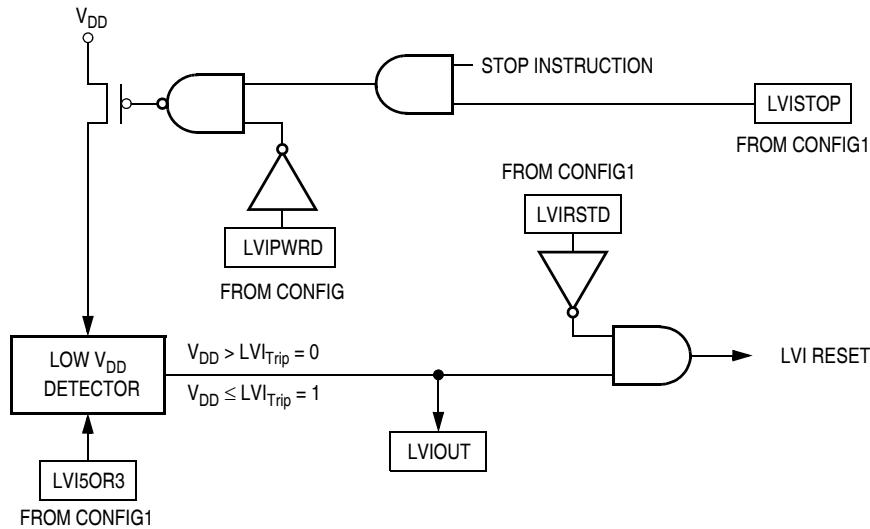 V_DD
STOP INSTRUCTION
LVISTOP
FROM CONFIG1
FROM CONFIG1
LVIRSTD
LVIPWRD
FROM CONFIG
LOW V_DD
DETECTOR
V_DD > LVI_Trip = 0
V_DD ≤ LVI_Trip = 1
LVI RESET
LVIOUT
LVI5OR3
FROM CONFIG1